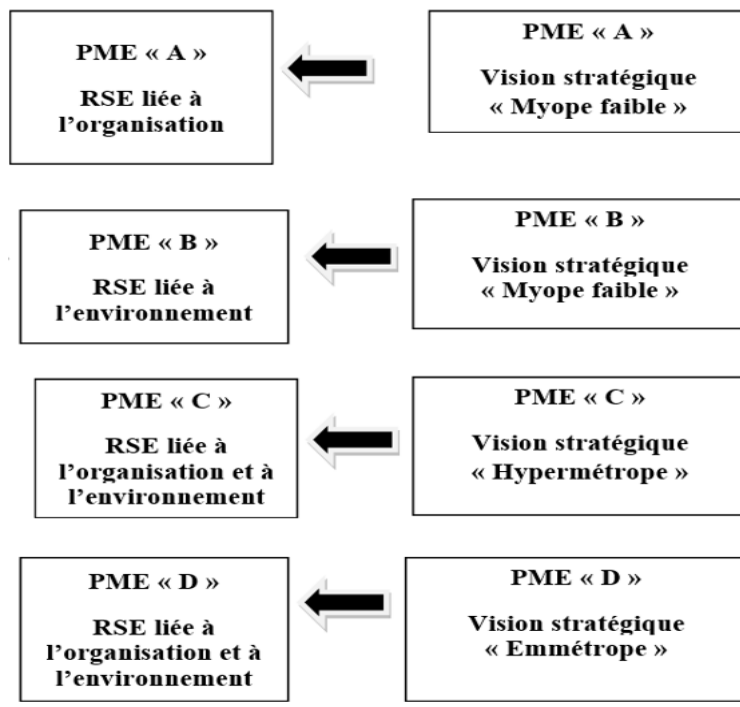 PME « A »
RSE liée à
l’organisation
PME « A »
Vision stratégique
« Myope faible »
PME « B »
RSE liée à
l’environnement
PME « B »
Vision stratégique
« Myope faible »
PME « C »
RSE liée à
l’organisation et à
l’environnement
PME « C »
Vision stratégique
« Hypermétrope »
PME « D »
RSE liée à
l’organisation et à
l’environnement
PME « D »
Vision stratégique
« Emmétrope »